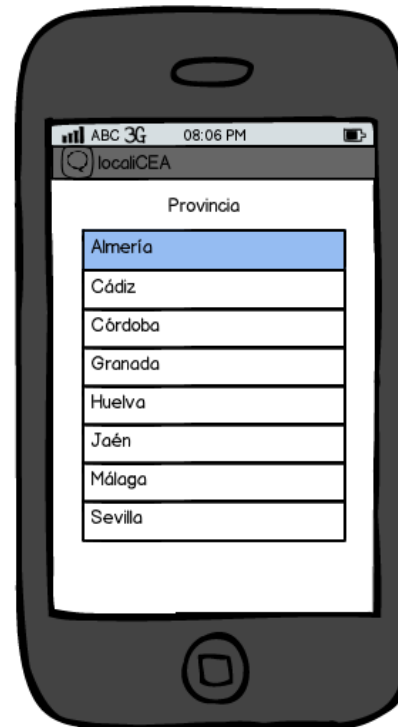 ABC 3G 08:06 PM
localiCEA
Provincia
Almería
Cádiz
Córdoba
Granada
Huelva
Jaén
Málaga
Sevilla